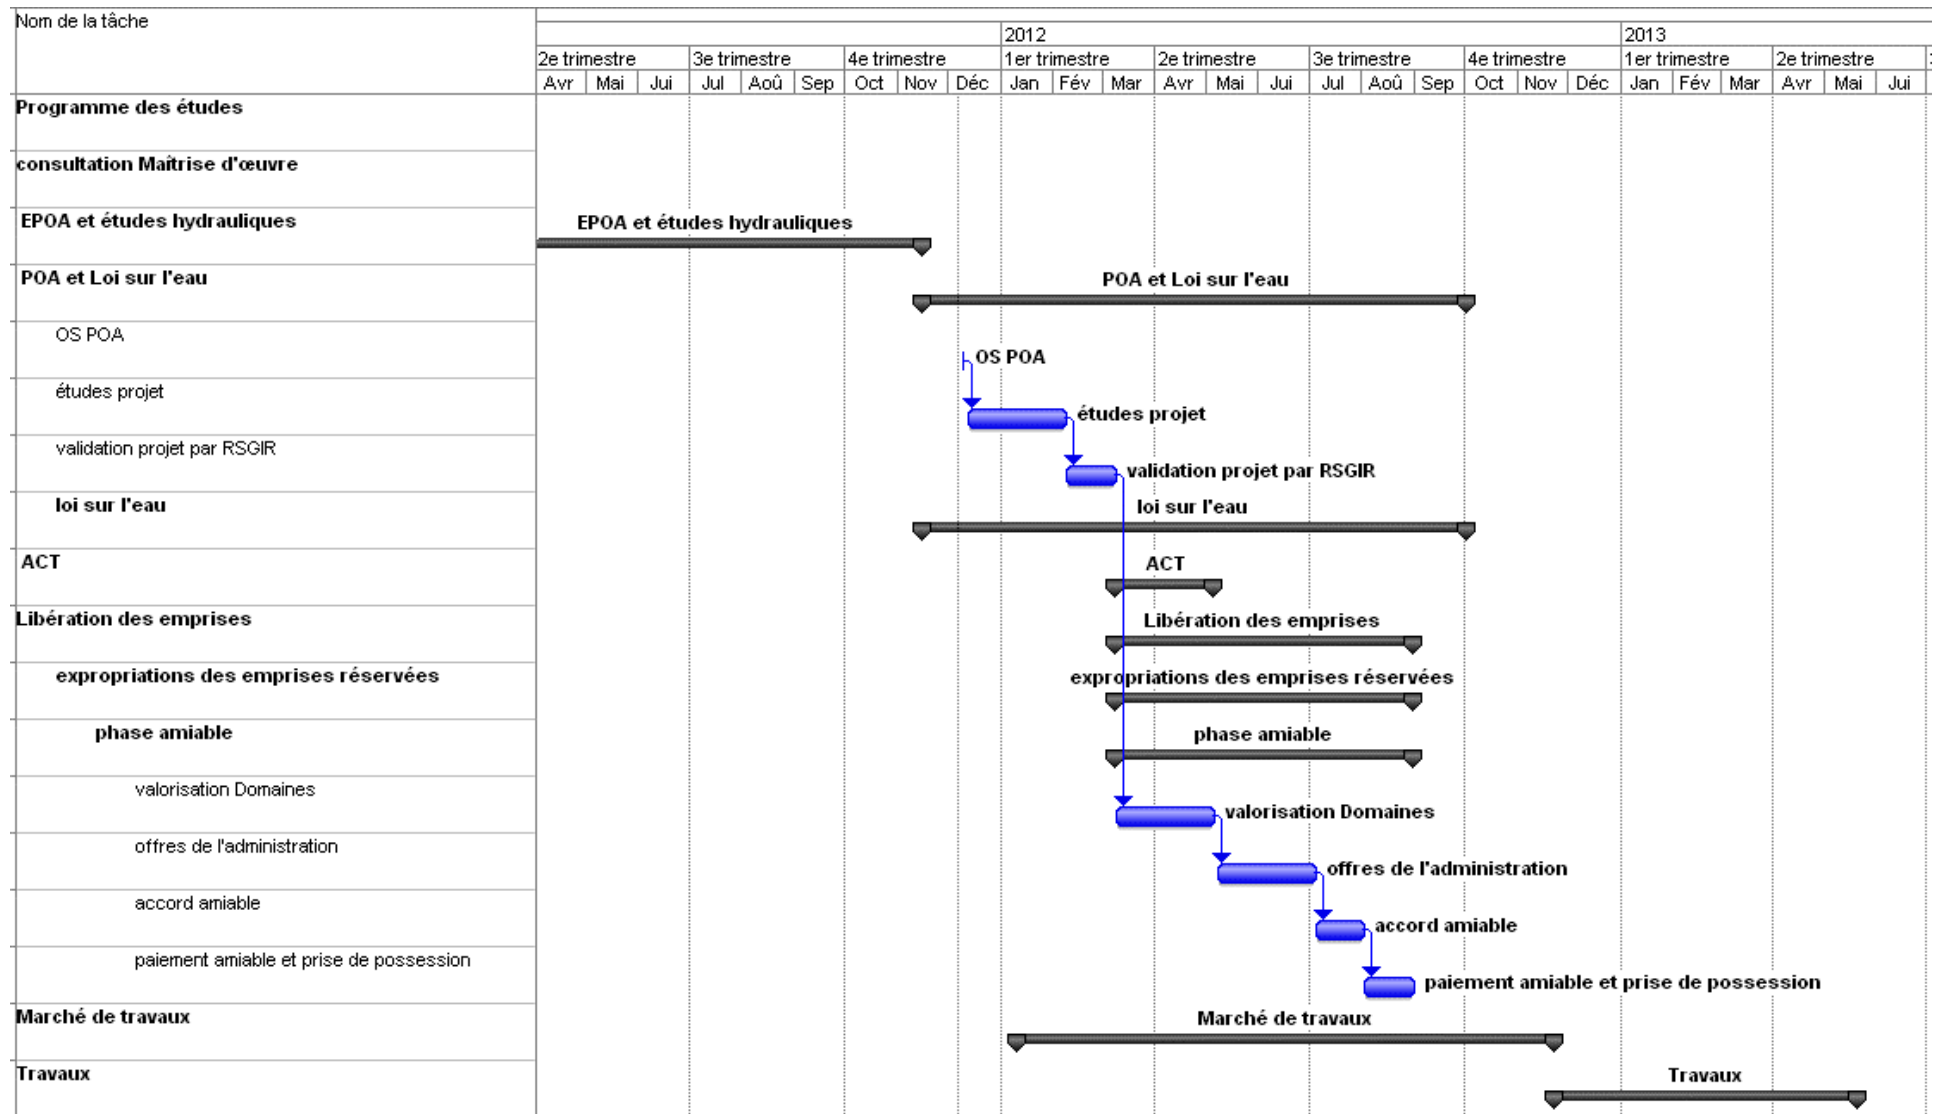 Nom de la tâche
2012
2013
2e trimestre
3e trimestre
4e trimestre
1er trimestre
2e trimestre
3e trimestre
4e trimestre
1er trimestre
2e trimestre
Avr Mai Jui Jul Aoû Sep Oct Nov Déc Jan Fév Mar Avr Mai Jui Jul Aoû Sep Oct Nov Déc Jan Fév Mar Avr Mai Jui
Programme des études
consultation Maîtrise d'œuvre
EPOA et études hydrauliques
EPOA et études hydrauliques
POA et Loi sur l'eau
POA et Loi sur l'eau
OS POA
OS POA
études projet
études projet
validation projet par RSGIR
validation projet par RSGIR
loi sur l'eau
loi sur l'eau
ACT
ACT
Libération des emprises
Libération des emprises
expropriations des emprises réservées
expropriations des emprises réservées
phase amiable
phase amiable
valorisation Domaines
valorisation Domaines
offres de l'administration
offres de l'administration
accord amiable
accord amiable
paiement amiable et prise de possession
paiement amiable et prise de possession
Marché de travaux
Marché de travaux
Travaux
Travaux